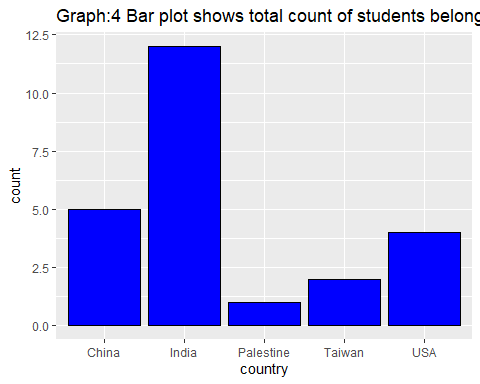 Graph:4 Bar plot shows total count of students belong
12.5
10.0
7.5
5.0
2.5
0.0
count
China India Palestine Taiwan USA
country